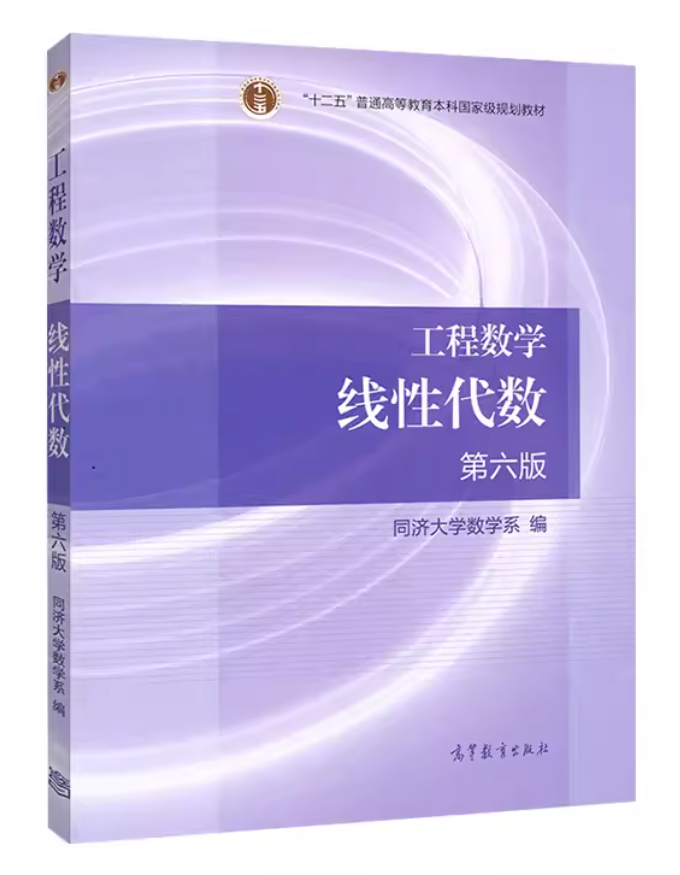 十二五
“十二五”普通高等教育本科国家级规划教材
工程数学
线性代数
第六版
同济大学数学系 编
高等教育出版社
工程数学
线性代数
第六版
同济大学数学系 编